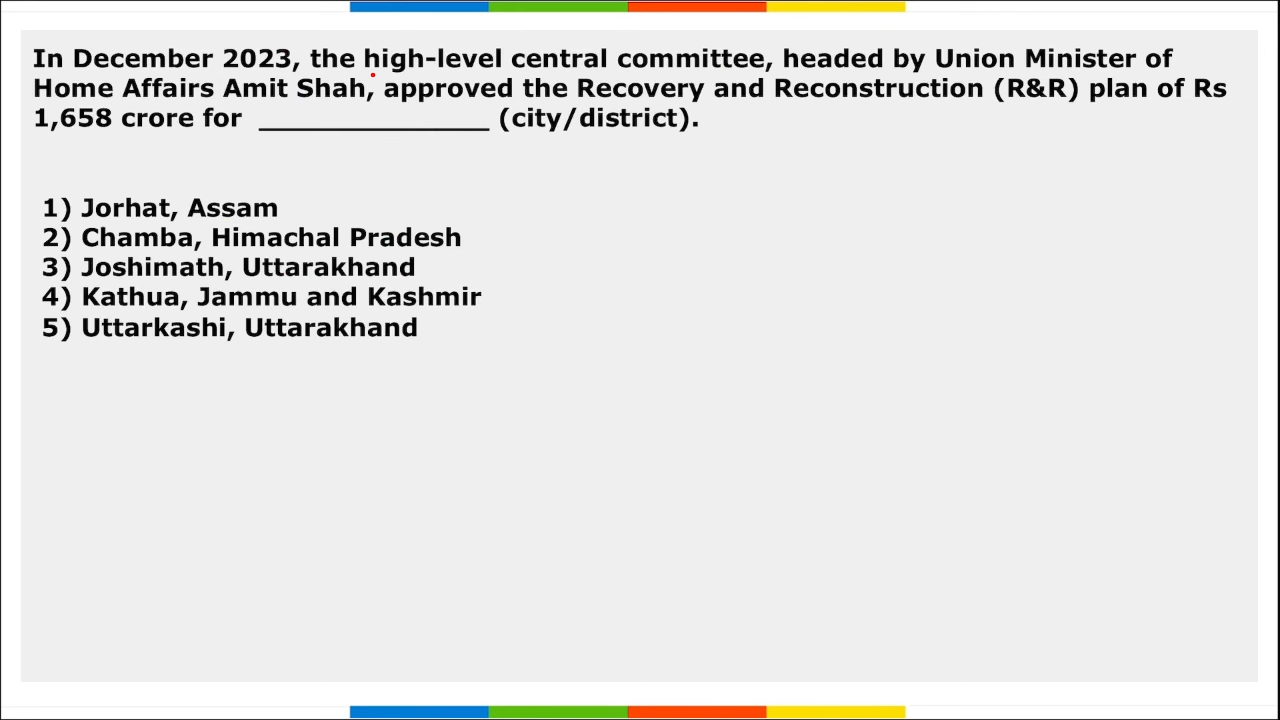 In December 2023, the high-level central committee, headed by Union Minister of
Home Affairs Amit Shah, approved the Recovery and Reconstruction (R&R) plan of Rs
1,658 crore for ________________ (city/district).
1) Jorhat, Assam
2) Chamba, Himachal Pradesh
3) Joshimath, Uttarakhand
4) Kathua, Jammu and Kashmir
5) Uttarkashi, Uttarakhand